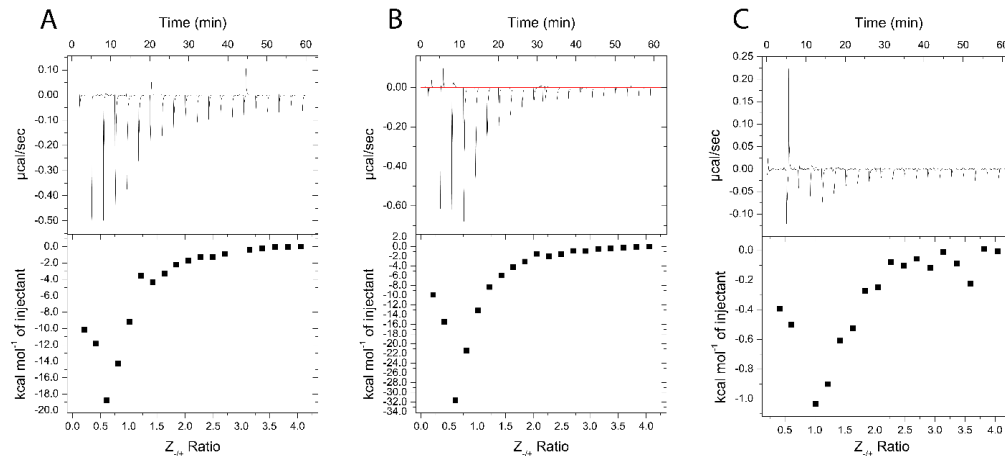 A
Time (min)
0 10 20 30 40 50 60
0.10
0.00
-0.10
-0.20
-0.30
-0.40
-0.50
µcal/sec
0.0
-2.0
-4.0
-6.0
-8.0
-10.0
-12.0
-14.0
-16.0
-18.0
-20.0
kcal mol⁻¹ of injectant
0.0 0.5 1.0 1.5 2.0 2.5 3.0 3.5 4.0
Z-/+ Ratio
B
Time (min)
0 10 20 30 40 50 60
0.00
-0.20
-0.40
-0.60
µcal/sec
2.0
0.0
-2.0
-4.0
-6.0
-8.0
-10.0
-12.0
-14.0
-16.0
-18.0
-20.0
-22.0
-24.0
-26.0
-28.0
-30.0
-32.0
-34.0
kcal mol⁻¹ of injectant
0.0 0.5 1.0 1.5 2.0 2.5 3.0 3.5 4.0
Z-/+ Ratio
C
Time (min)
0 10 20 30 40 50 60
0.25
0.20
0.15
0.10
0.05
0.00
-0.05
-0.10
µcal/sec
0.0
-0.2
-0.4
-0.6
-0.8
-1.0
kcal mol⁻¹ of injectant
0.5 1.0 1.5 2.0 2.5 3.0 3.5 4.0
Z-/+ Ratio